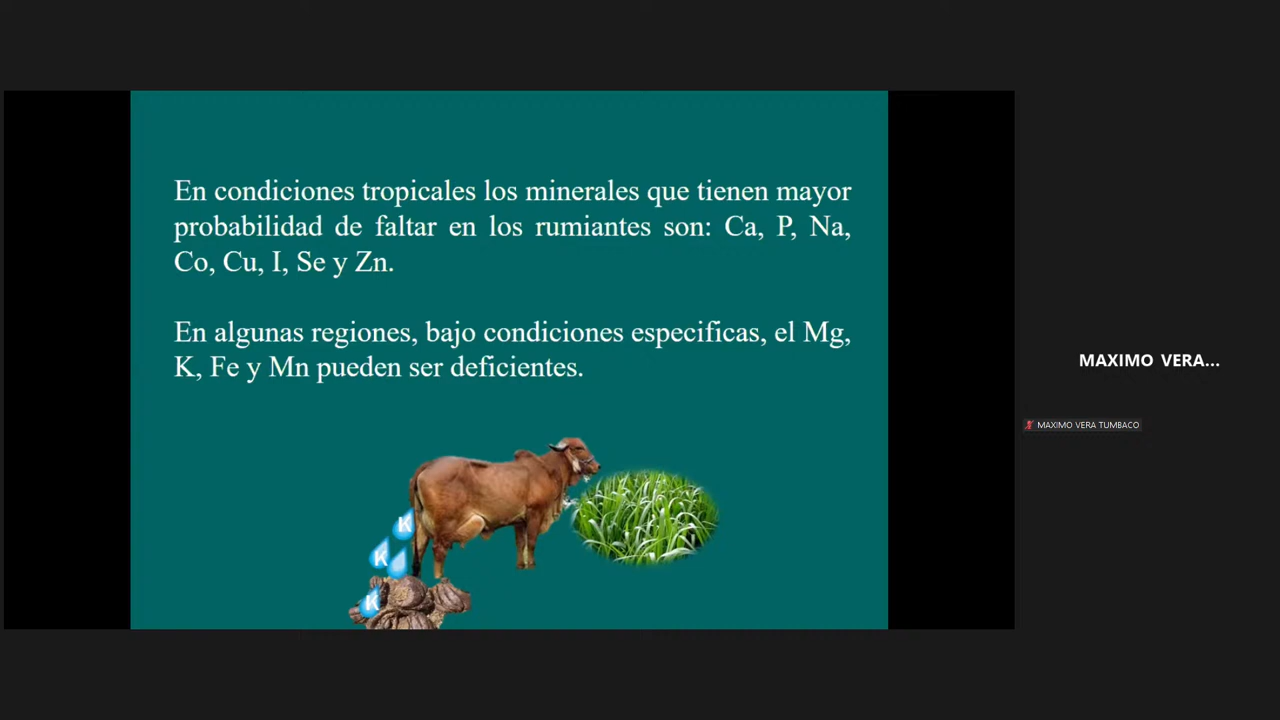 En condiciones tropicales los minerales que tienen mayor
probabilidad de faltar en los rumiantes son: Ca, P, Na,
Co, Cu, I, Se y Zn.
En algunas regiones, bajo condiciones especificas, el Mg,
K, Fe y Mn pueden ser deficientes.
MAXIMO VERA...
MAXIMO VERA TUMBACO
K
K
K